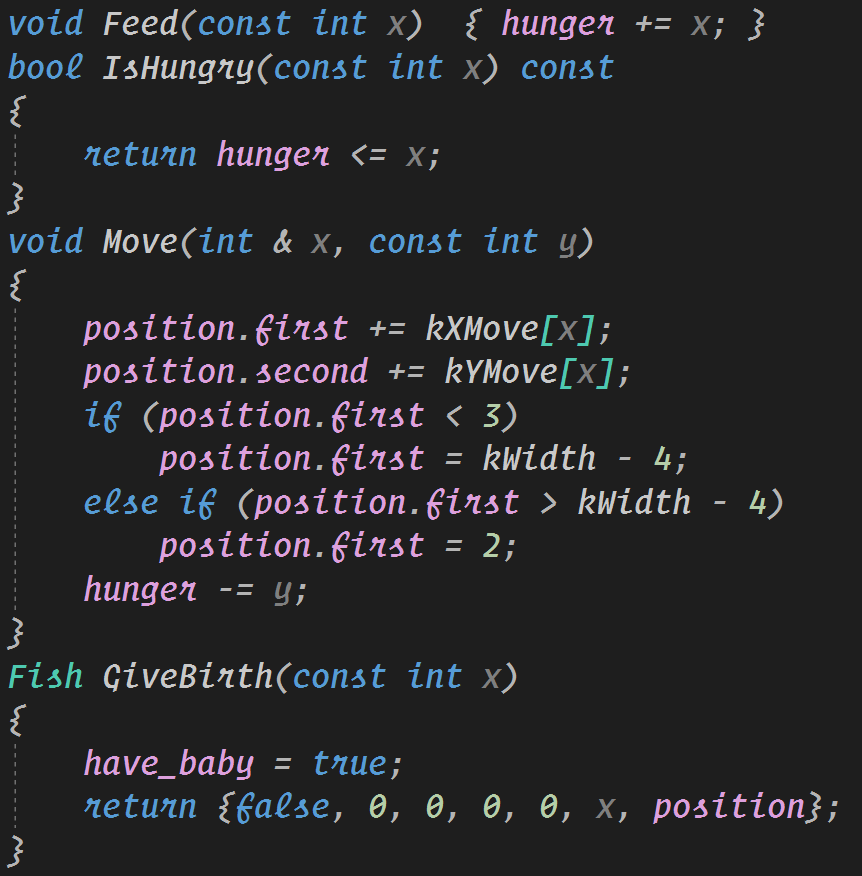 void Feed(const int x)  { hunger += x; }
bool IsHungry(const int x) const
{
    return hunger <= x;
}
void Move(int & x, const int y)
{
    position.first += kXMove[x];
    position.second += kYMove[x];
    if (position.first < 3)
        position.first = kWidth - 4;
    else if (position.first > kWidth - 4)
        position.first = 2;
    hunger -= y;
}
Fish GiveBirth(const int x)
{
    have_baby = true;
    return {false, 0, 0, 0, 0, x, position};
}